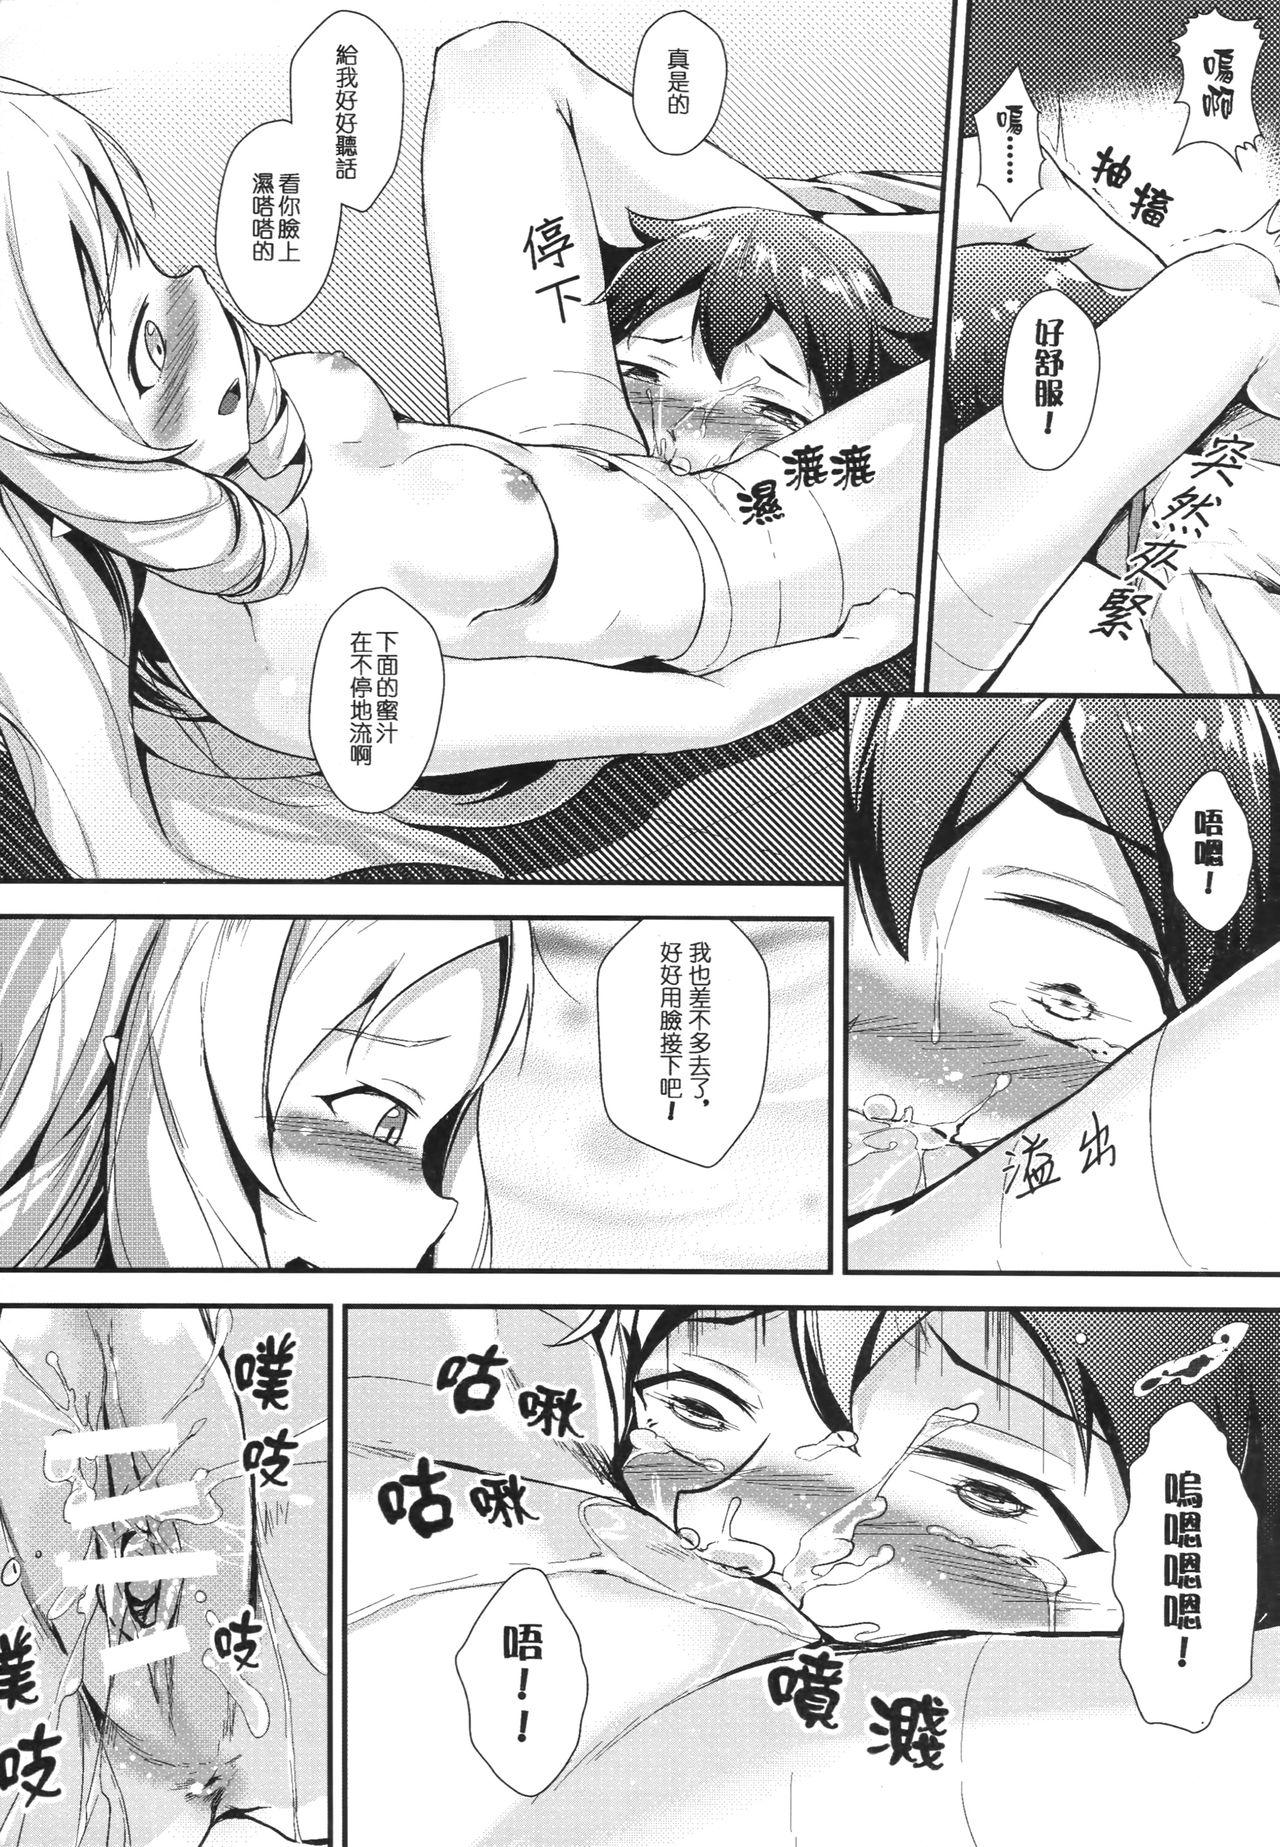 嗚啊
嗚……
抽搐
好舒服！
突然夾緊
真是的
停下
給我好好聽話
看你臉上
濕嗒嗒的
濕漉漉
下面的蜜汁
在不停地流啊
唔嗯！
溢出
我也差不多去了，
好好用臉接下吧！
嗚嗯嗯嗯！
咕啾
咕啾
唔！！
噴濺
噗吱
吱
噗吱